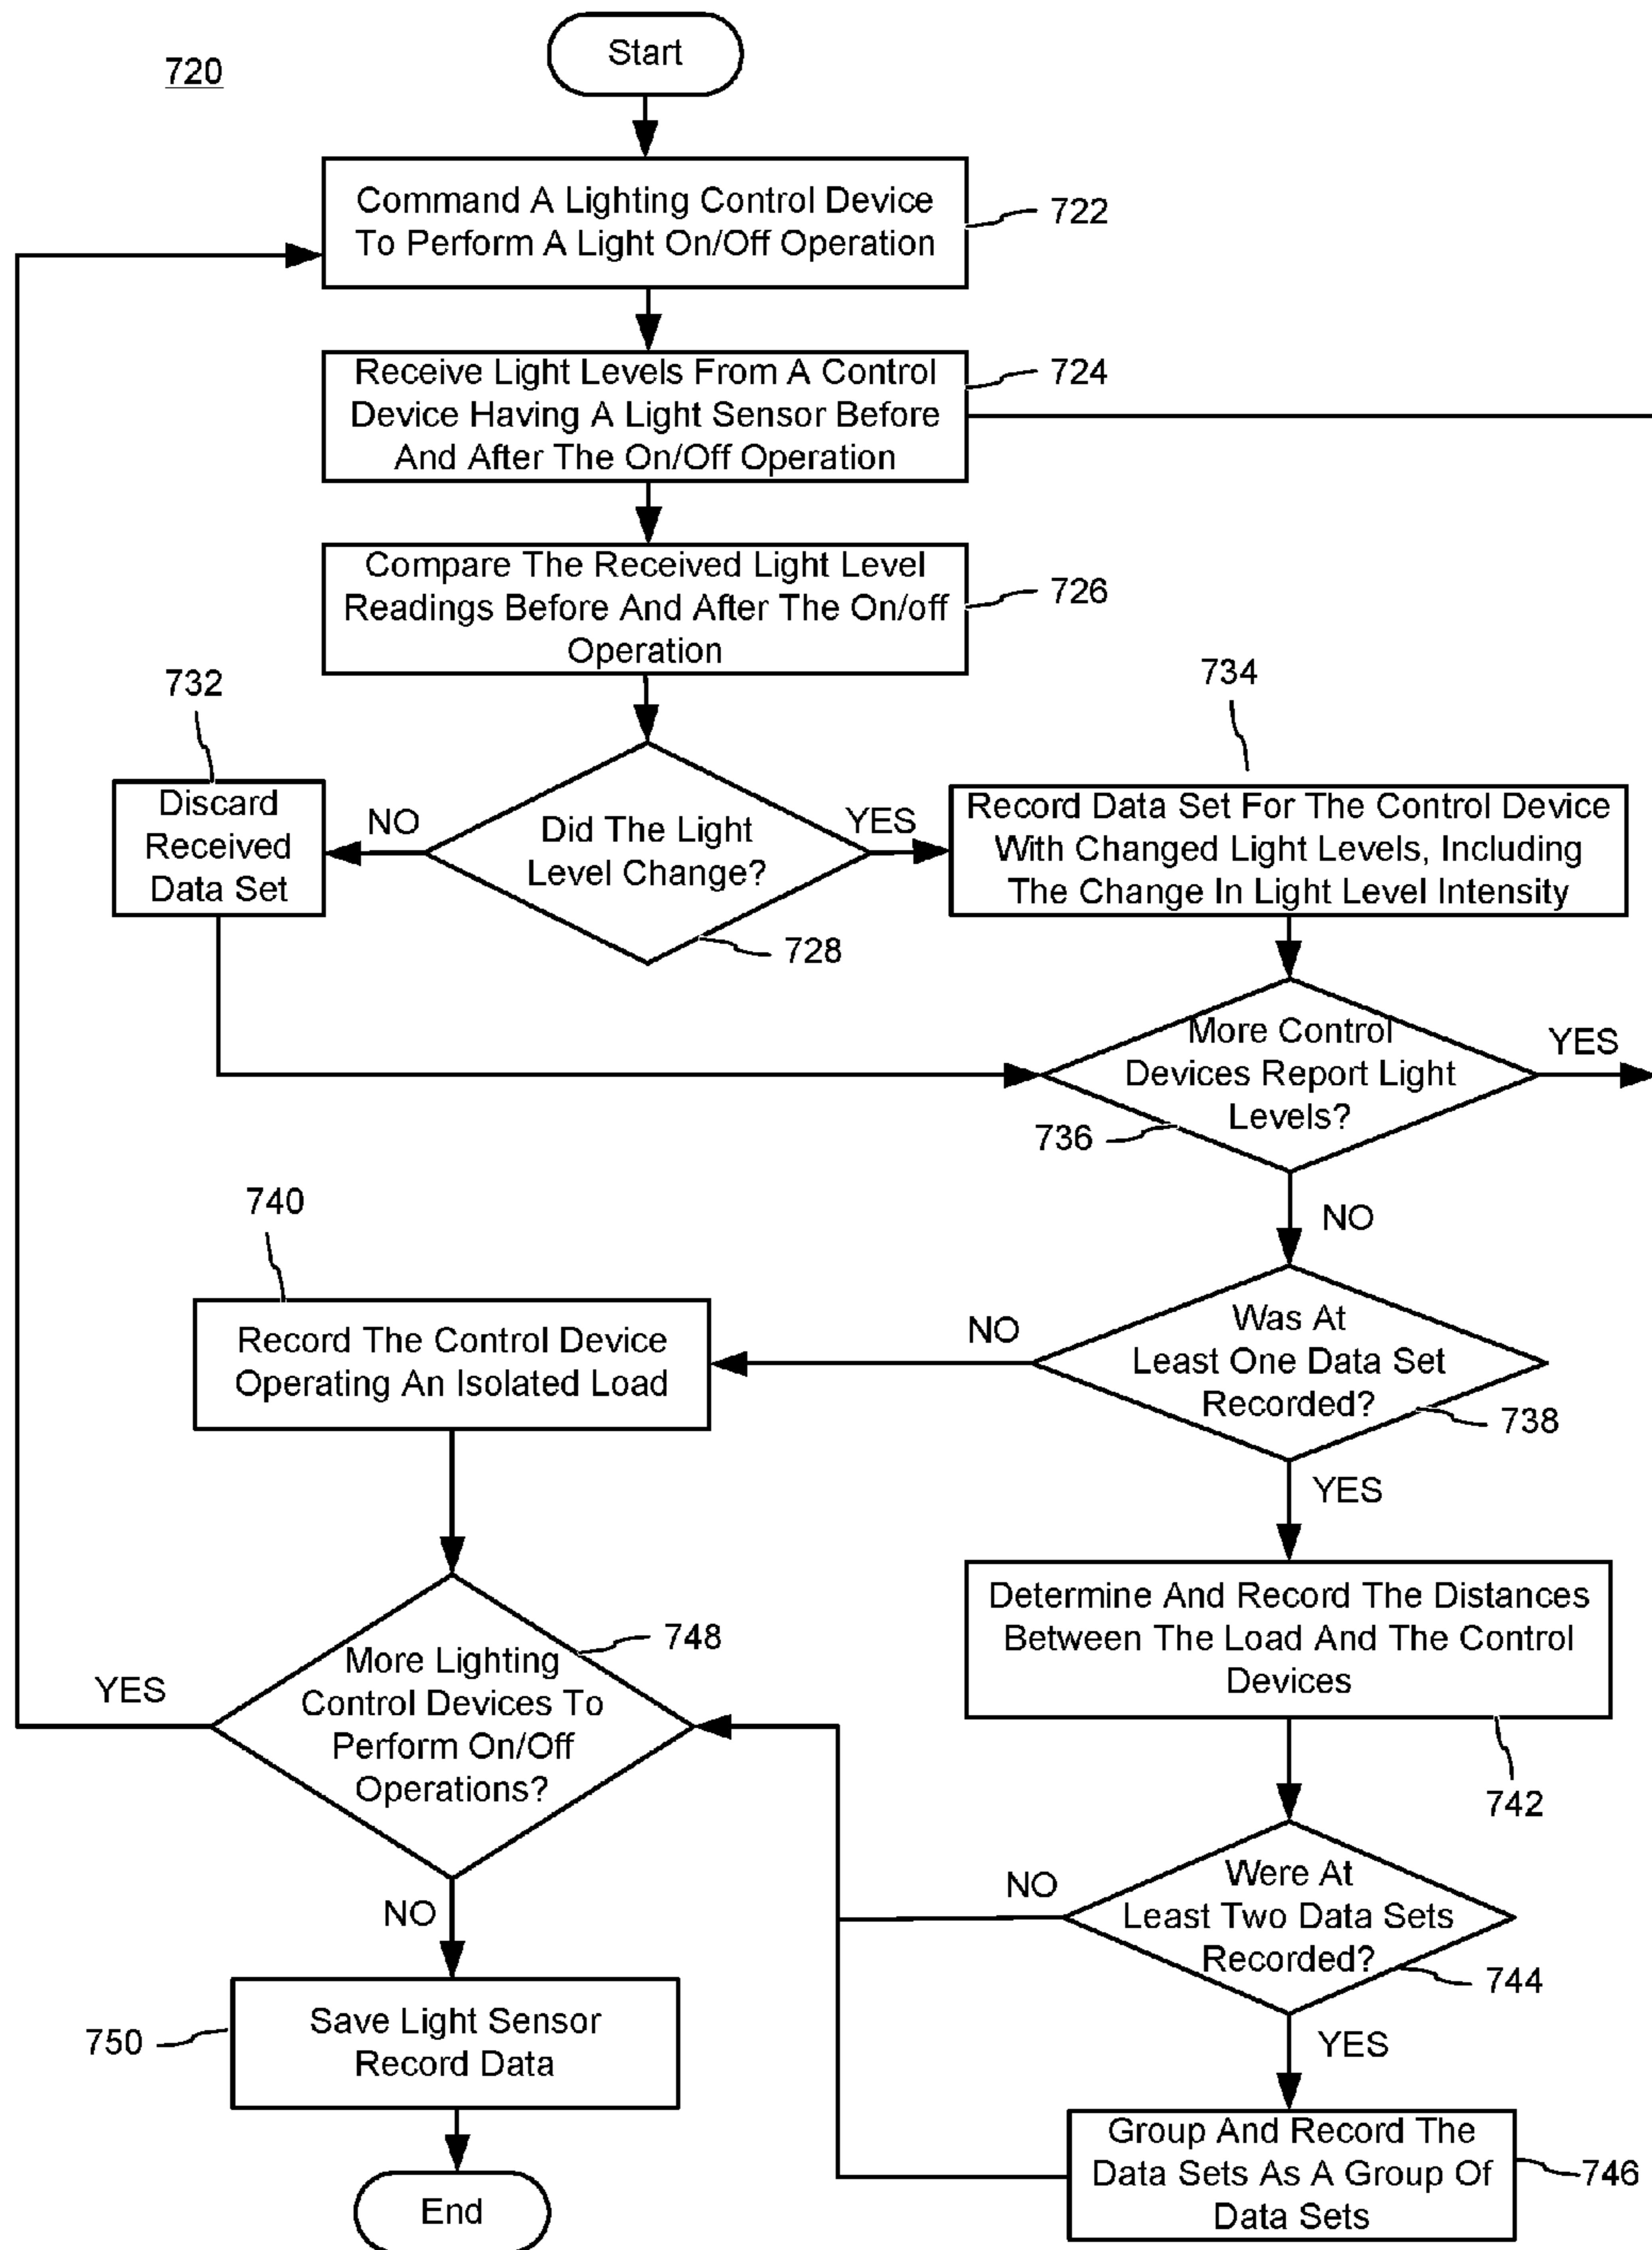 Start
720
Command A Lighting Control Device
To Perform A Light On/Off Operation
722
Receive Light Levels From A Control
Device Having A Light Sensor Before
And After The On/Off Operation
724
Compare The Received Light Level
Readings Before And After The On/off
Operation
726
732
734
Discard
Received
Data Set
NO
Did The Light
Level Change?
YES
728
Record Data Set For The Control Device
With Changed Light Levels, Including
The Change In Light Level Intensity
More Control
Devices Report Light
Levels?
YES
736
NO
740
Record The Control Device
Operating An Isolated Load
NO
Was At
Least One Data Set
Recorded?
738
YES
Determine And Record The Distances
Between The Load And The Control
Devices
742
748
More Lighting
Control Devices To
Perform On/Off
Operations?
YES
NO
NO
Were At
Least Two Data Sets
Recorded?
744
YES
750
Save Light Sensor
Record Data
Group And Record The
Data Sets As A Group Of
Data Sets
746
End